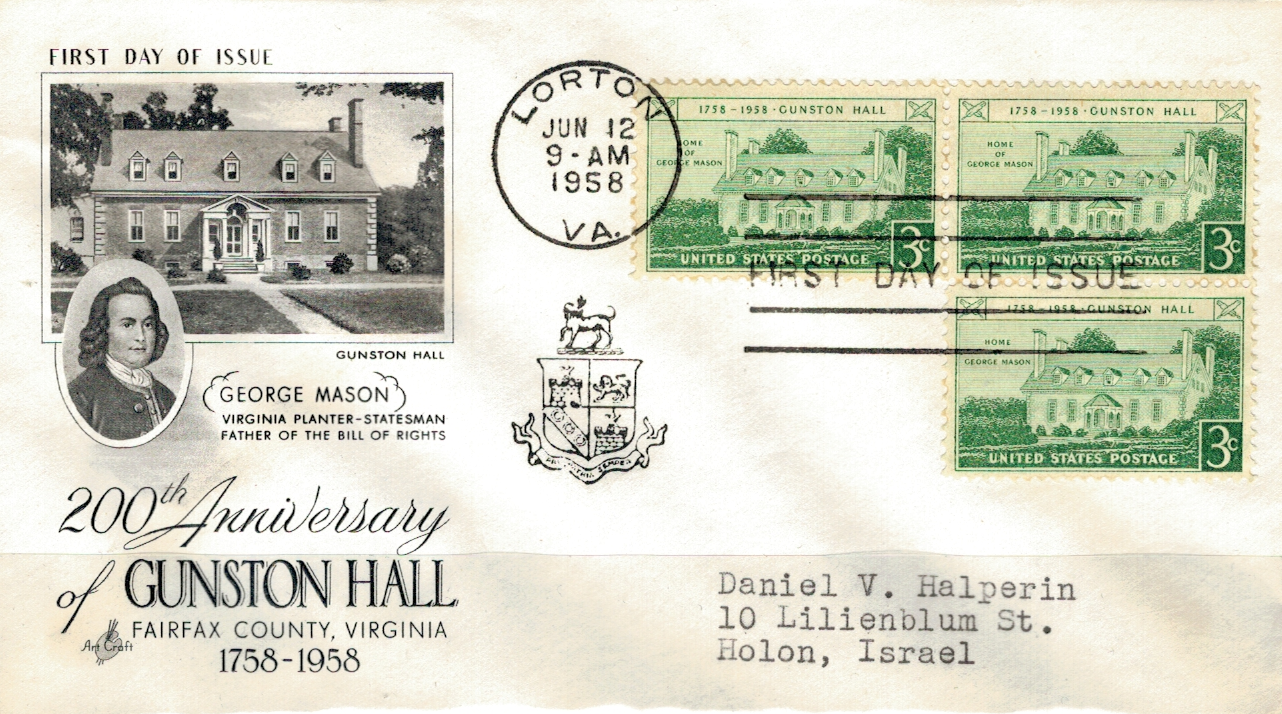 FIRST DAY OF ISSUE
GUNSTON HALL
GEORGE MASON
VIRGINIA PLANTER-STATESMAN
FATHER OF THE BILL OF RIGHTS
200th Anniversary
of GUNSTON HALL
FAIRFAX COUNTY, VIRGINIA
1758-1958
Art Craft
LORTON
JUN 12
9-AM
1958
VA.
1758-1958·GUNSTON HALL
HOME
OF
GEORGE MASON
3c
UNITED STATES POSTAGE
1758-1958·GUNSTON HALL
HOME
OF
GEORGE MASON
3c
UNITED STATES POSTAGE
FIRST DAY OF ISSUE
1758-1958·GUNSTON HALL
HOME
GEORGE MASON
3c
UNITED STATES POSTAGE
SEMPER
Daniel V. Halperin
10 Lilienblum St.
Holon, Israel